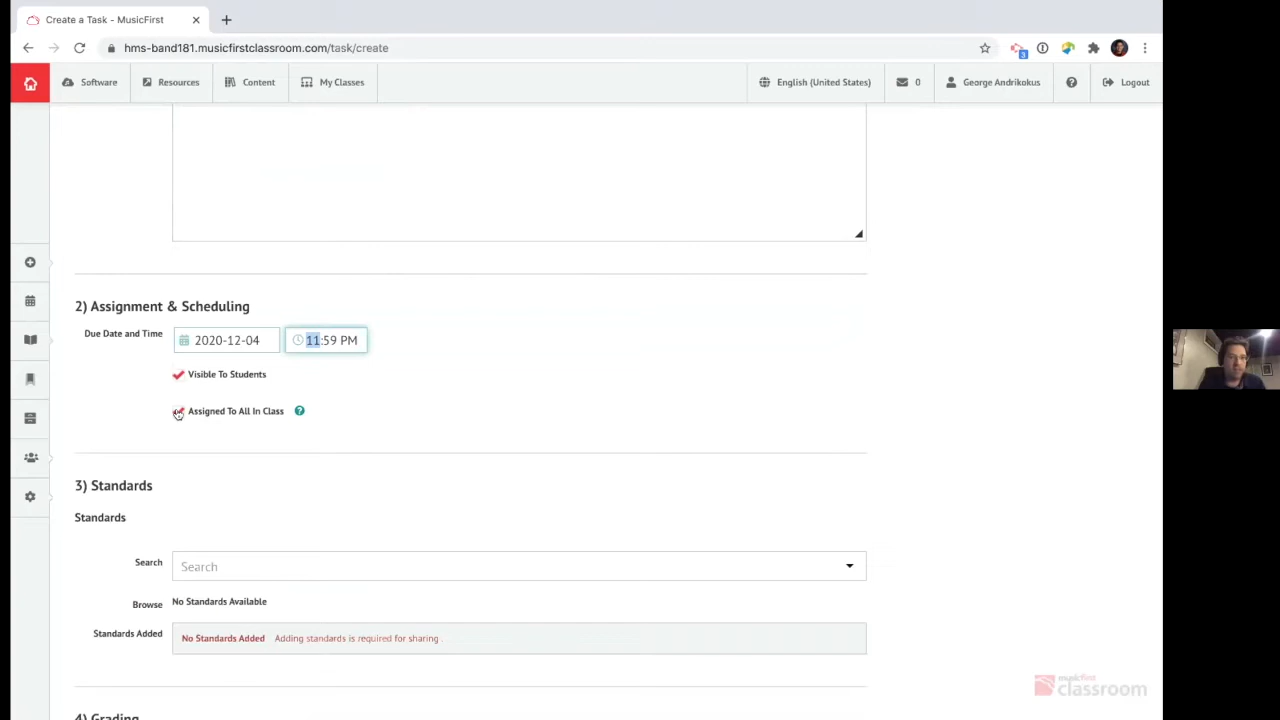 Create a Task - MusicFirst
hms-band181.musicfirstclassroom.com/task/create
3
Software Resources Content My Classes English (United States) 0 George Andrikokus Logout
2) Assignment & Scheduling
Due Date and Time 2020-12-04 11:59 PM
Visible To Students
Assigned To All In Class ?
3) Standards
Standards
Search Search
Browse No Standards Available
Standards Added No Standards Added Adding standards is required for sharing .
musicfirst
classroom
4) Grading